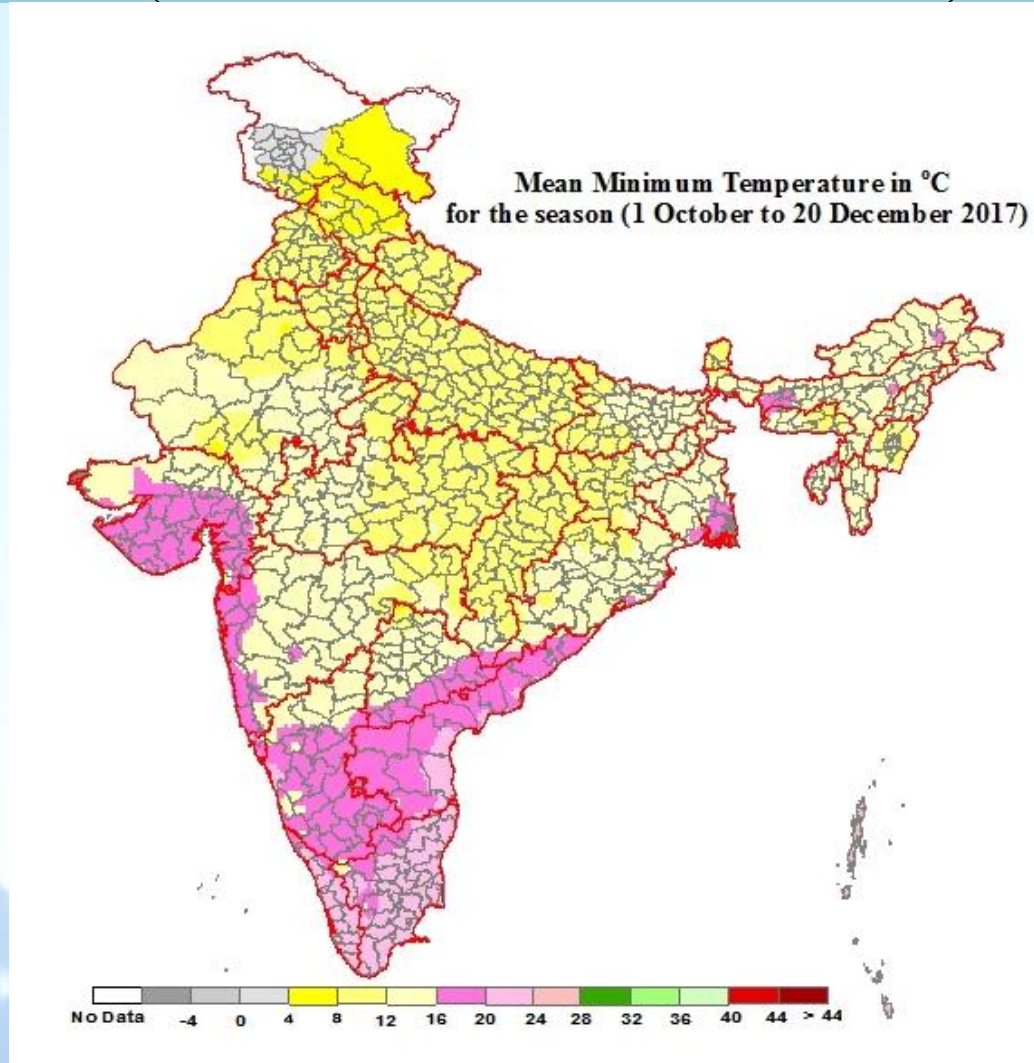 Mean Minimum Temperature in °C
for the season (1 October to 20 December 2017)
No Data -4 0 4 8 12 16 20 24 28 32 36 40 44 > 44